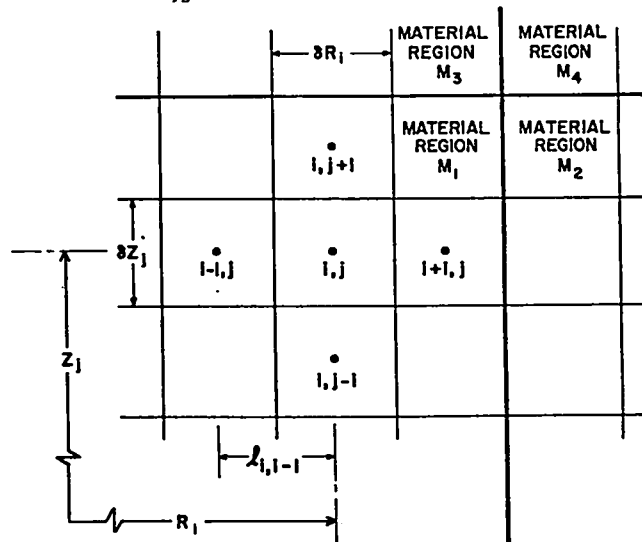 δR_i
MATERIAL REGION M_3
MATERIAL REGION M_4
MATERIAL REGION M_1
MATERIAL REGION M_2
i, j+1
δZ_j
i-1, j
i, j
i+1, j
Z_j
i, j-1
ℓ_{i,i-1}
R_i